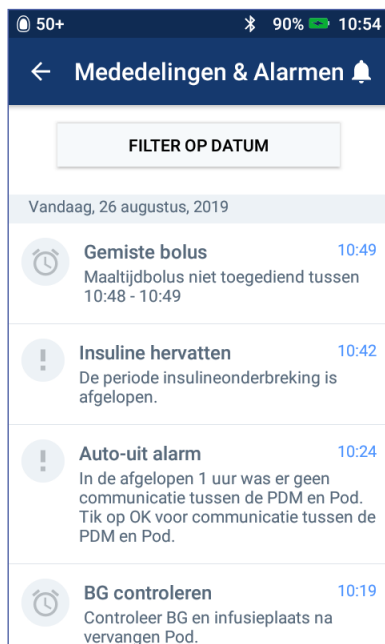 50+ 90% 10:54
Mededelingen & Alarmen
FILTER OP DATUM
Vandaag, 26 augustus, 2019
Gemiste bolus 10:49
Maaltijdbolus niet toegediend tussen
10:48 - 10:49
Insuline hervatten 10:42
De periode insulineonderbreking is
afgelopen.
Auto-uit alarm 10:24
In de afgelopen 1 uur was er geen
communicatie tussen de PDM en Pod.
Tik op OK voor communicatie tussen de
PDM en Pod.
BG controleren 10:19
Controleer BG en infusieplaats na
vervangen Pod.